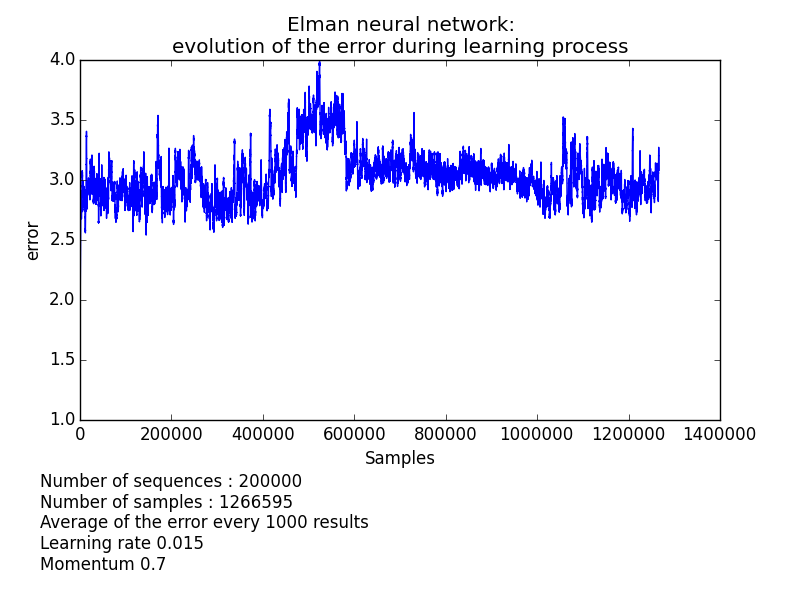 Elman neural network:
evolution of the error during learning process
4.0
3.5
3.0
2.5
2.0
1.5
1.0
error
0 200000 400000 600000 800000 1000000 1200000 1400000
Samples
Number of sequences : 200000
Number of samples : 1266595
Average of the error every 1000 results
Learning rate 0.015
Momentum 0.7